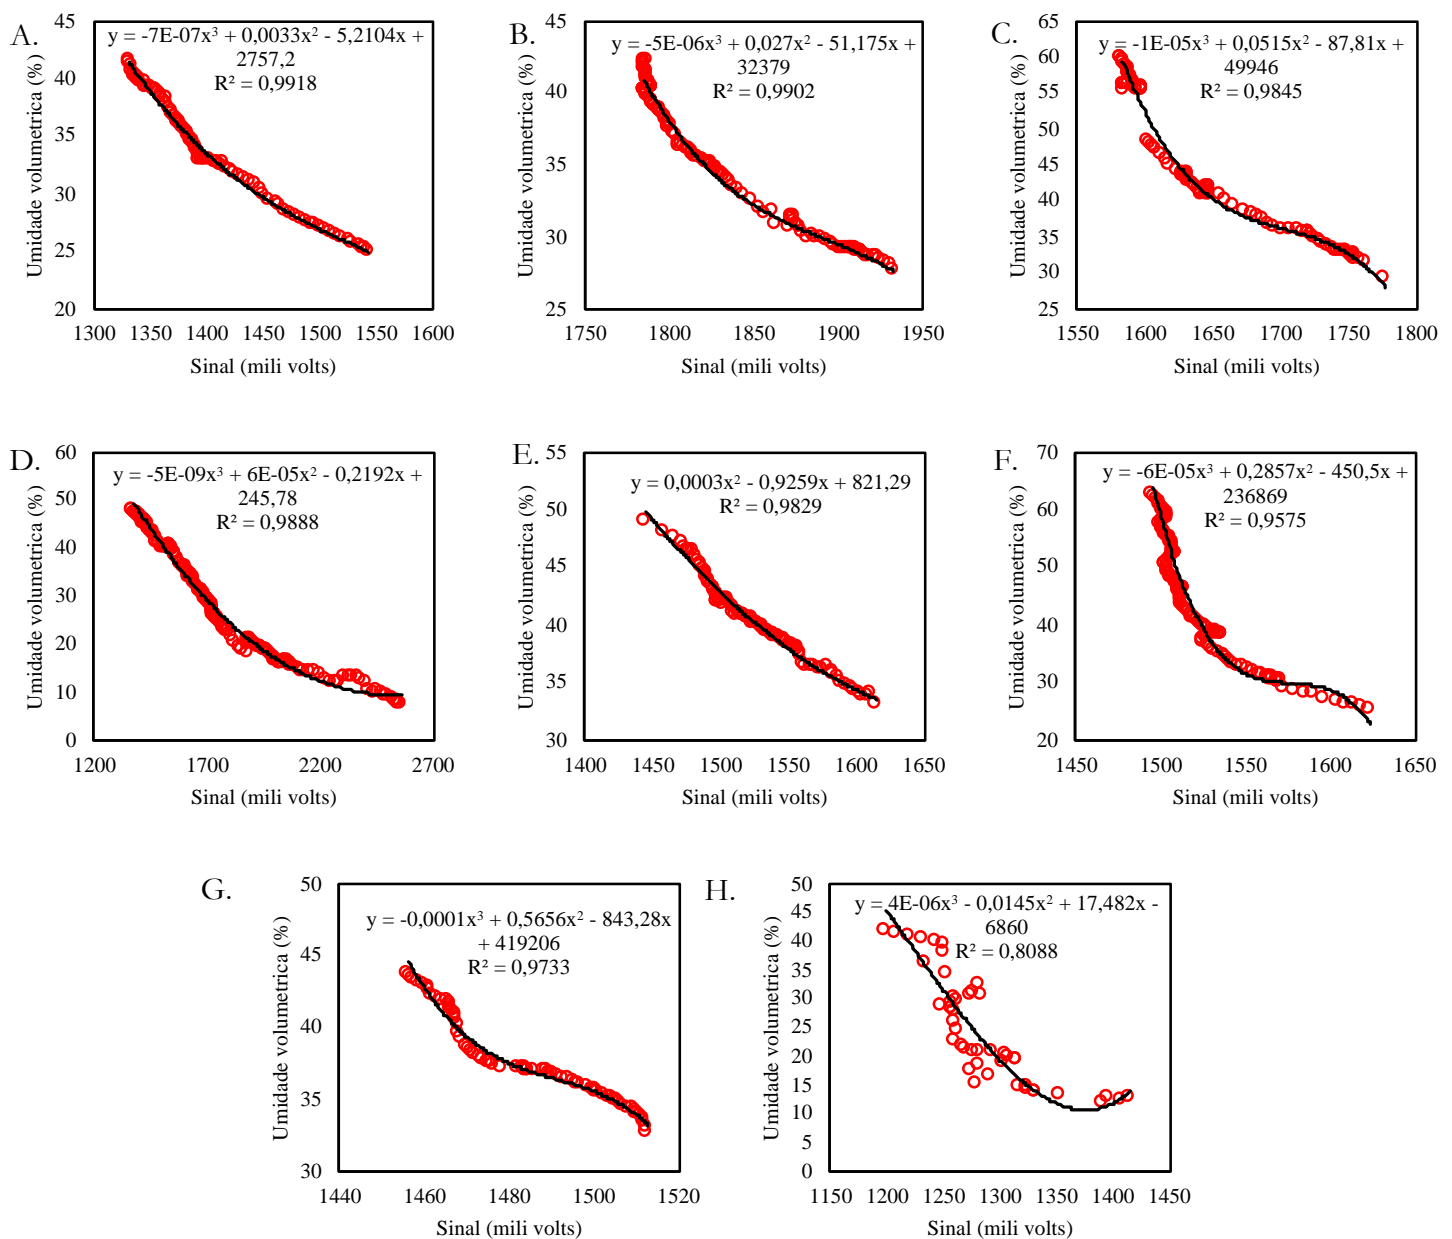 A.
y = -7E-07x³ + 0,0033x² - 5,2104x +
2757,2
R² = 0,9918
Umidade volumetrica (%)
45
40
35
30
25
20
1300 1350 1400 1450 1500 1550 1600
Sinal (mili volts)
B.
y = -5E-06x³ + 0,027x² - 51,175x +
32379
R² = 0,9902
Umidade volumetrica (%)
45
40
35
30
25
1750 1800 1850 1900 1950
Sinal (mili volts)
C.
y = -1E-05x³ + 0,0515x² - 87,81x +
49946
R² = 0,9845
Umidade volumetrica (%)
65
60
55
50
45
40
35
30
25
1550 1600 1650 1700 1750 1800
Sinal (mili volts)
D.
y = -5E-09x³ + 6E-05x² - 0,2192x +
245,78
R² = 0,9888
Umidade volumetrica (%)
60
50
40
30
20
10
0
1200 1700 2200 2700
Sinal (mili volts)
E.
y = 0,0003x² - 0,9259x + 821,29
R² = 0,9829
Umidade volumetrica (%)
55
50
45
40
35
30
1400 1450 1500 1550 1600 1650
Sinal (mili volts)
F.
y = -6E-05x³ + 0,2857x² - 450,5x +
236869
R² = 0,9575
Umidade volumetrica (%)
70
60
50
40
30
20
1450 1500 1550 1600 1650
Sinal (mili volts)
G.
y = -0,0001x³ + 0,5656x² - 843,28x
+ 419206
R² = 0,9733
Umidade volumetrica (%)
50
45
40
35
30
1440 1460 1480 1500 1520
Sinal (mili volts)
H.
y = 4E-06x³ - 0,0145x² + 17,482x -
6860
R² = 0,8088
Umidade volumetrica (%)
50
45
40
35
30
25
20
15
10
5
0
1150 1200 1250 1300 1350 1400 1450
Sinal (mili volts)